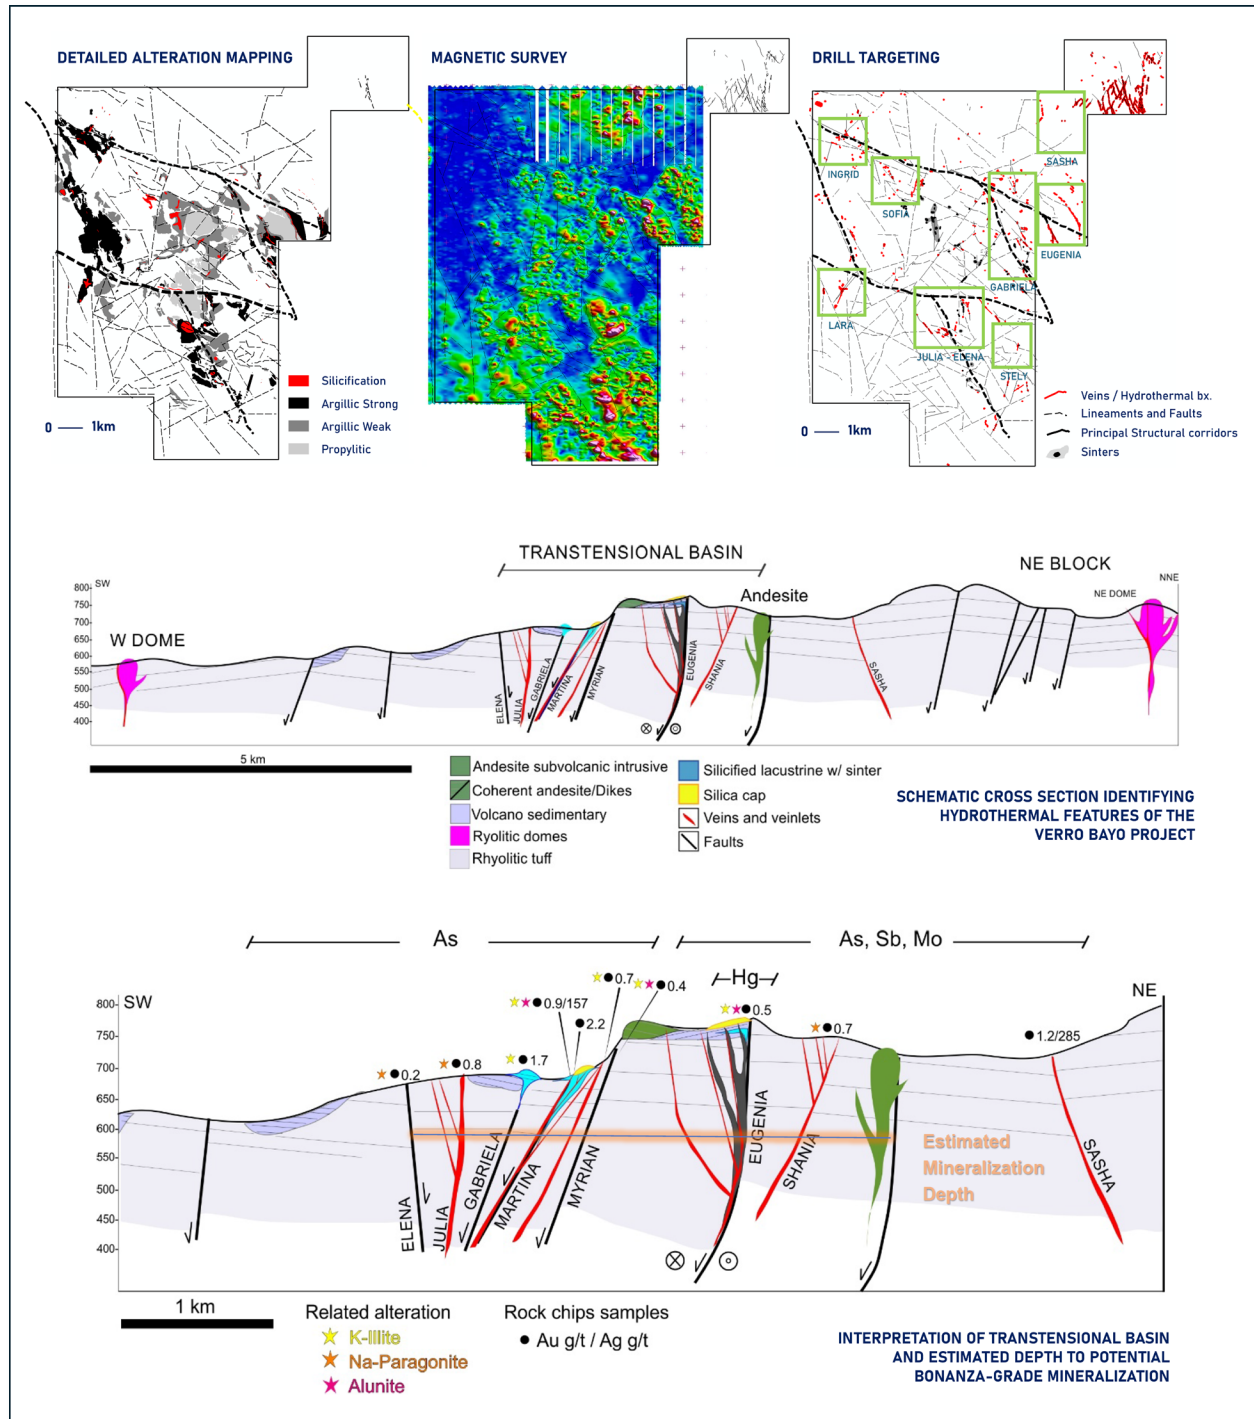 DETAILED ALTERATION MAPPING
MAGNETIC SURVEY
DRILL TARGETING
INGRID
SOFIA
SASHA
EUGENIA
GABRIELA
LARA
JULIA - ELENA
STELY
Silicification
Argillic Strong
Argillic Weak
Propylitic
0 1km
Veins / Hydrothermal bx.
Lineaments and Faults
Principal Structural corridors
Sinters
0 1km
TRANSTENSIONAL BASIN
NE BLOCK
SW
NNE
W DOME
Andesite
NE DOME
800
750
700
650
600
550
500
450
400
ELENA
JULIA
GABRIELA
MARTINA
MYRIAN
EUGENIA
SHANIA
SASHA
5 km
Andesite subvolcanic intrusive
Coherent andesite/Dikes
Volcano sedimentary
Ryolitic domes
Rhyolitic tuff
Silicified lacustrine w/ sinter
Silica cap
Veins and veinlets
Faults
SCHEMATIC CROSS SECTION IDENTIFYING
HYDROTHERMAL FEATURES OF THE
VERRO BAYO PROJECT
As
As, Sb, Mo
Hg
SW
NE
800
750
700
650
600
550
500
450
400
0.2
0.8
1.7
0.9/157
2.2
0.7
0.4
0.5
0.7
1.2/285
ELENA
JULIA
GABRIELA
MARTINA
MYRIAN
EUGENIA
SHANIA
SASHA
Estimated
Mineralization
Depth
1 km
Related alteration
K-Illite
Na-Paragonite
Alunite
Rock chips samples
Au g/t / Ag g/t
INTERPRETATION OF TRANSTENSIONAL BASIN
AND ESTIMATED DEPTH TO POTENTIAL
BONANZA-GRADE MINERALIZATION